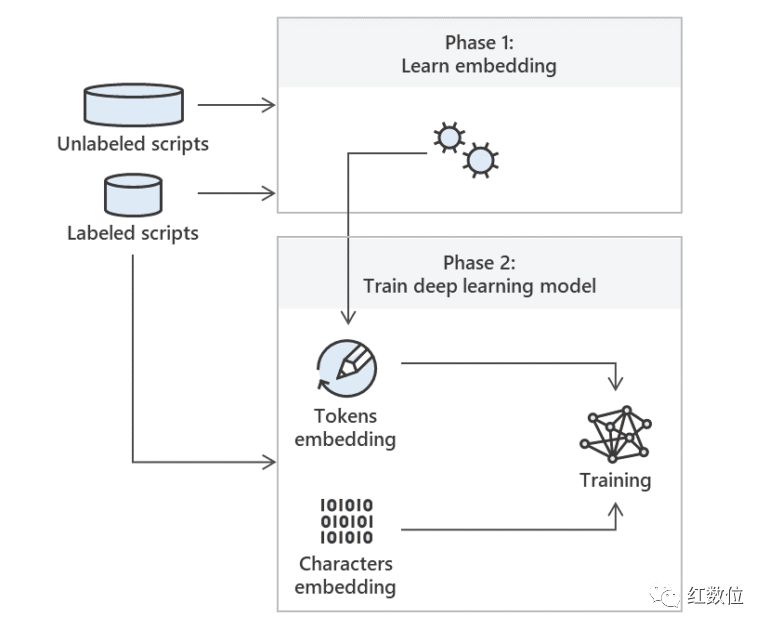 Phase 1:
Learn embedding
Unlabeled scripts
Labeled scripts
Phase 2:
Train deep learning model
Tokens
embedding
Training
101010
010101
101010
Characters
embedding
红数位